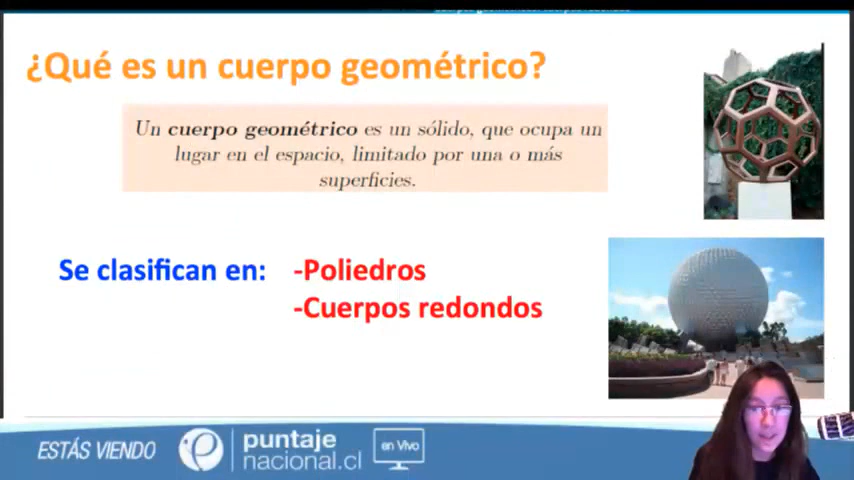 ¿Qué es un cuerpo geométrico?
Un cuerpo geométrico es un sólido, que ocupa un
lugar en el espacio, limitado por una o más
superficies.
Se clasifican en: -Poliedros
-Cuerpos redondos
ESTÁS VIENDO
puntaje
nacional.cl
en Vivo